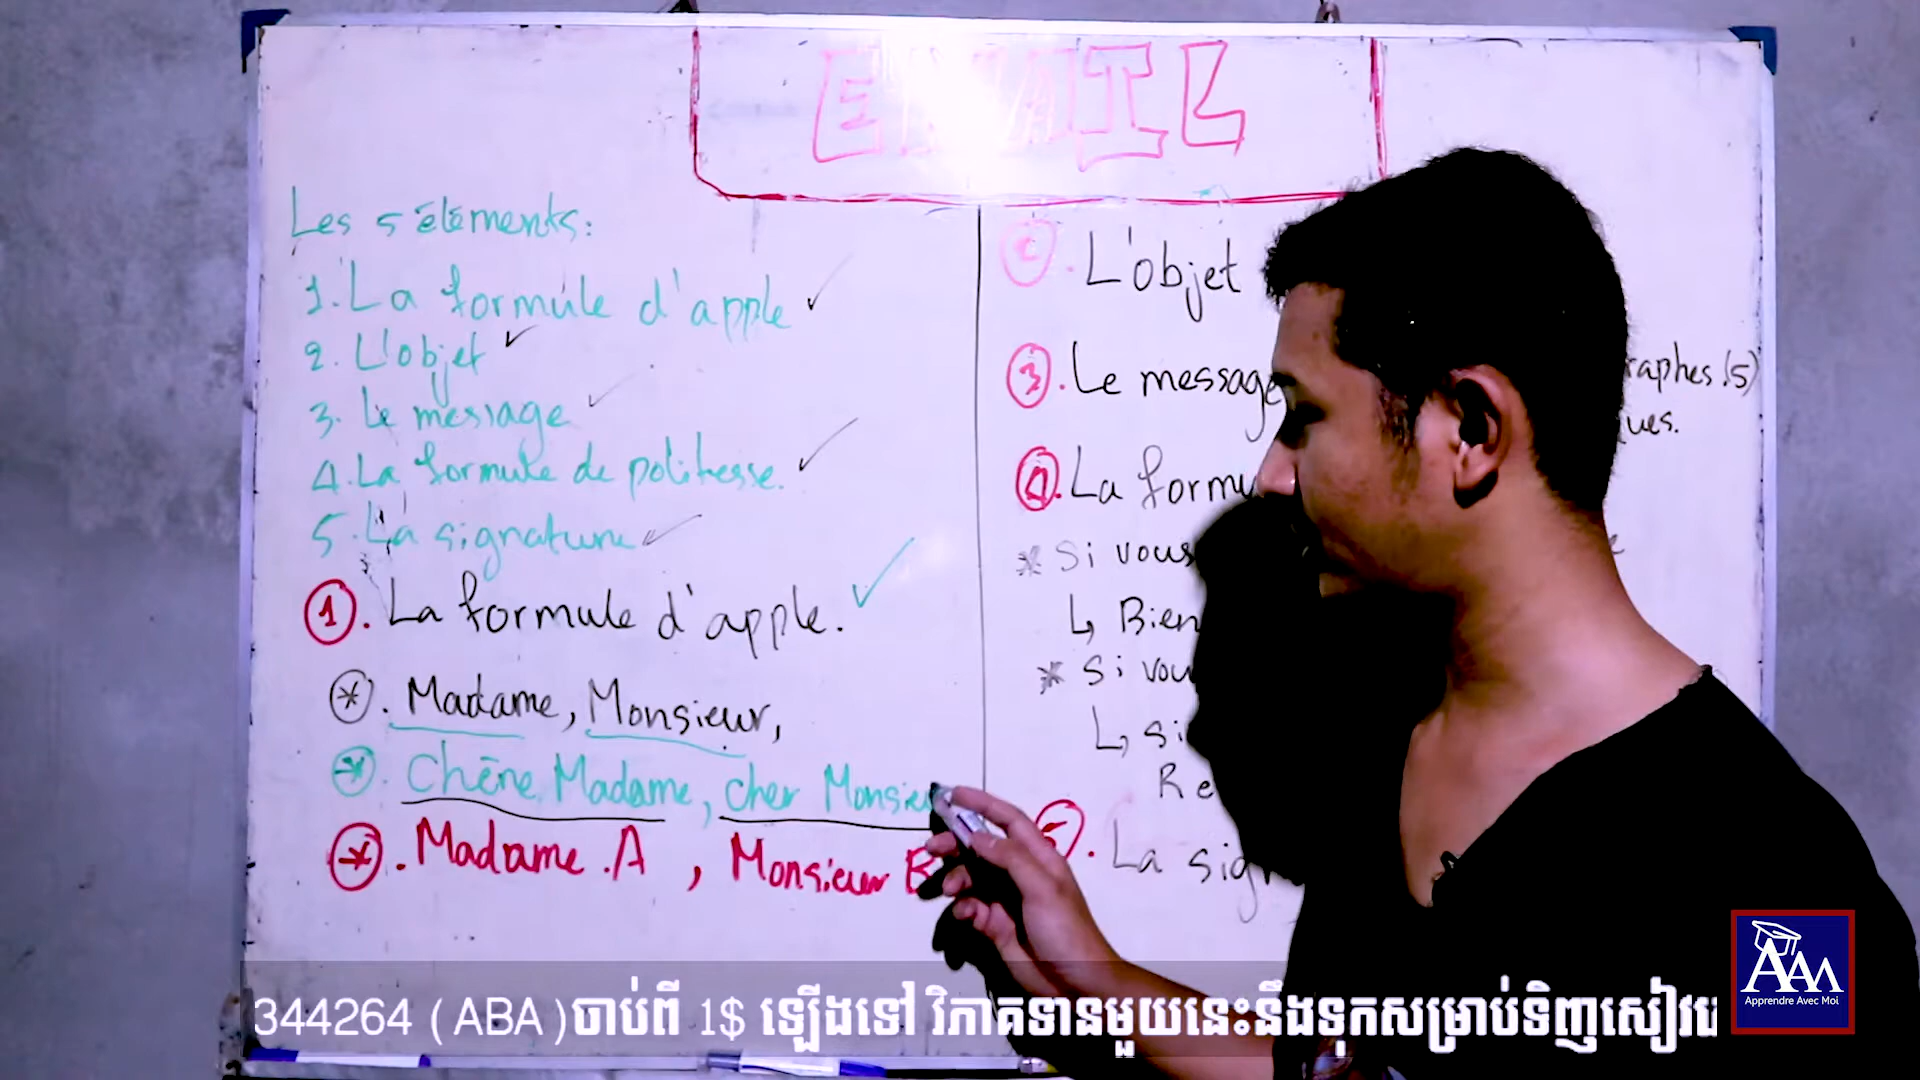 EMAIL
Les 5 éléments:
1. La formule d'apple
2. L'objet
3. Le message
4. La formule de politesse.
5. La signature
1. La formule d'apple.
Madame, Monsieur,
Chère Madame, cher Monsieu
Madame .A , Monsieur B
2. L'objet
3. Le message raphes.(5)
ues.
4. La formu
* Si vous
↳ Bien
* Si vou
↳ Si
Re
5. La sign
344264 (ABA)ចាប់ពី 1$ ឡើងទៅ វិភាគទានមួយនេះនឹងទុកសម្រាប់ទិញសៀវ
AAM
Apprendre Avec Moi